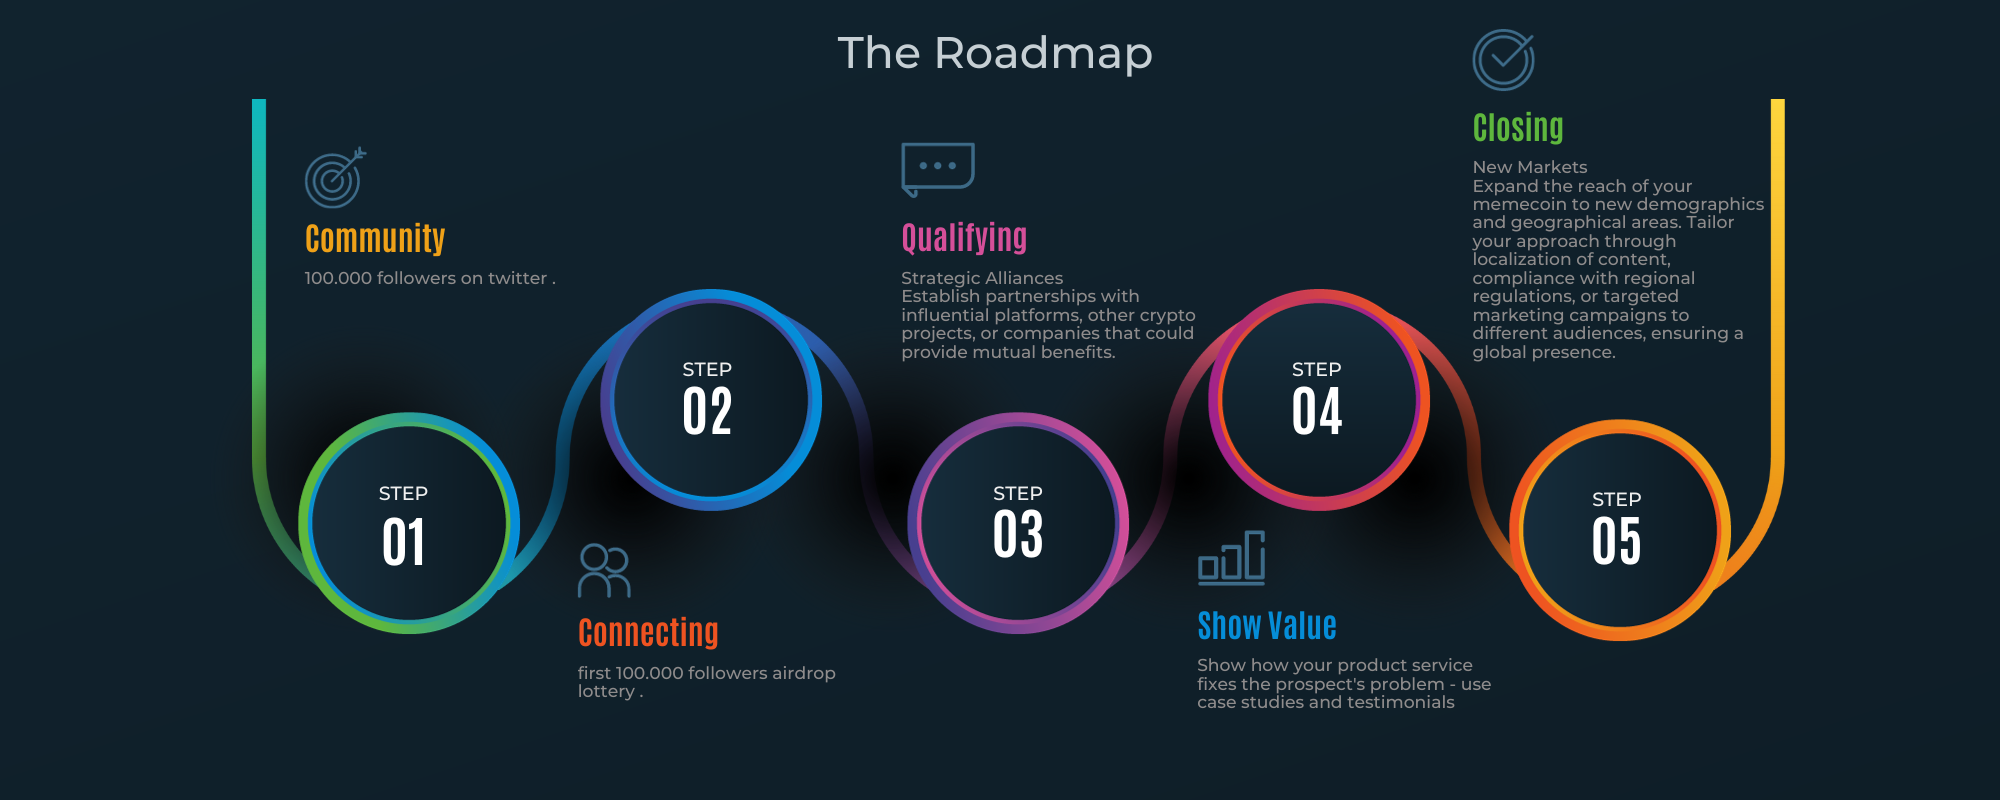 The Roadmap
STEP
01
Community
100.000 followers on twitter .
STEP
02
Connecting
first 100.000 followers airdrop
lottery .
STEP
03
Qualifying
Strategic Alliances
Establish partnerships with
influential platforms, other crypto
projects, or companies that could
provide mutual benefits.
STEP
04
Show Value
Show how your product service
fixes the prospect's problem - use
case studies and testimonials
STEP
05
Closing
New Markets
Expand the reach of your
memecoin to new demographics
and geographical areas. Tailor
your approach through
localization of content,
compliance with regional
regulations, or targeted
marketing campaigns to
different audiences, ensuring a
global presence.